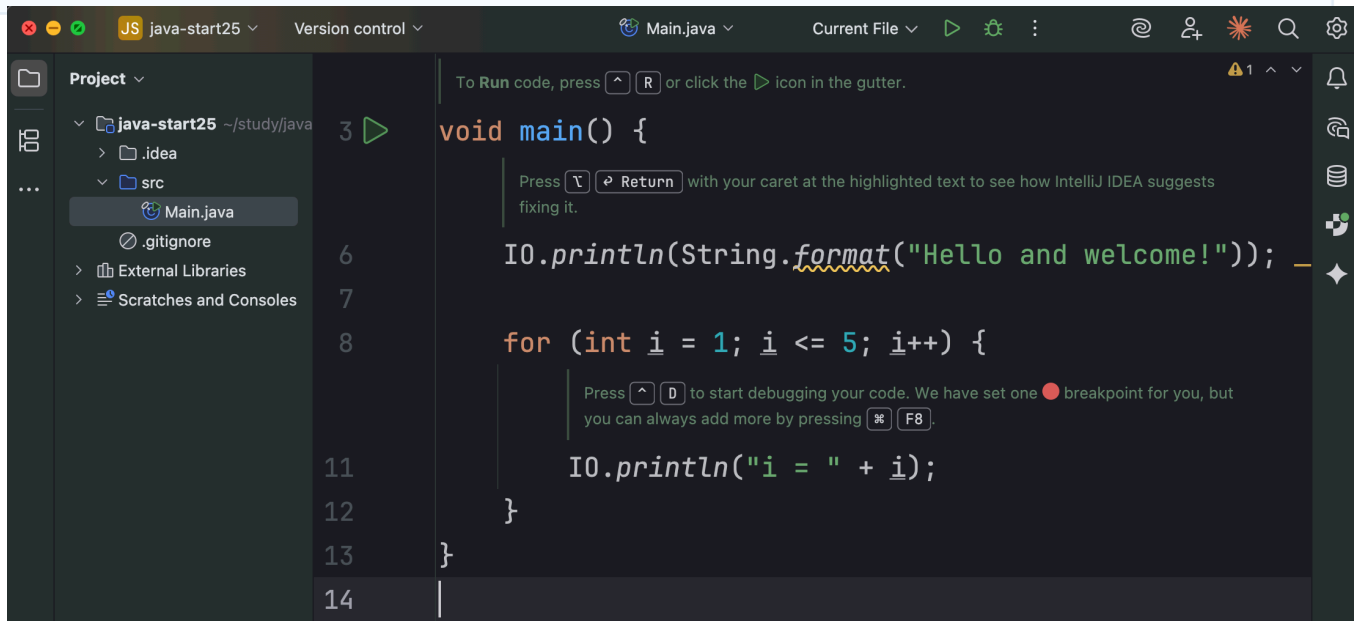 JS java-start25 Version control Main.java Current File
Project
java-start25 ~/study/java
.idea
src
Main.java
.gitignore
External Libraries
Scratches and Consoles
1
To Run code, press ^ R or click the icon in the gutter.
3 void main() {
Press ⌥ ⏎ Return with your caret at the highlighted text to see how IntelliJ IDEA suggests
fixing it.
6 IO.println(String.format("Hello and welcome!"));
7
8 for (int i = 1; i <= 5; i++) {
Press ^ D to start debugging your code. We have set one breakpoint for you, but
you can always add more by pressing ⌘ F8.
11 IO.println("i = " + i);
12 }
13 }
14